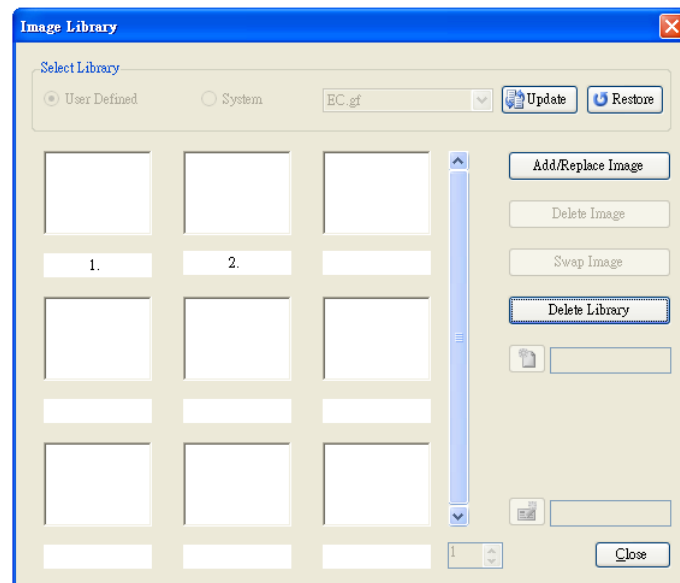 Image Library
Select Library
User Defined
System
EC.gf
Update
Restore
Add/Replace Image
Delete Image
1.
2.
Swap Image
Delete Library
1
Close